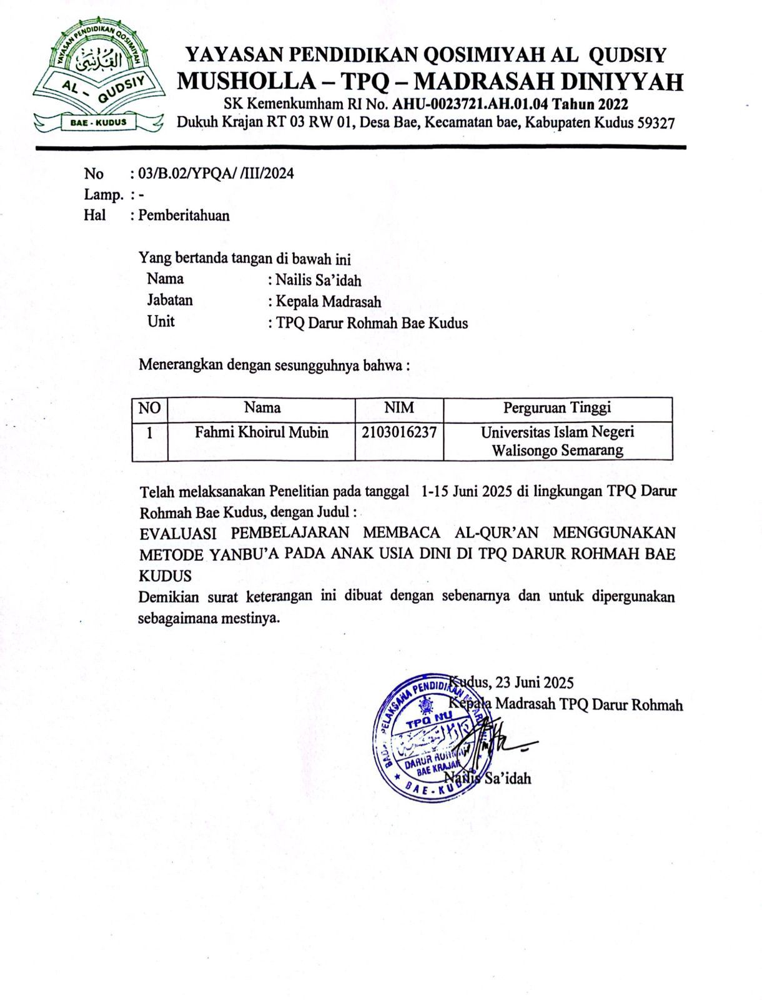 YAYASAN PENDIDIKAN QOSIMIYAH
القدسي
AL - QUDSIY
BAE - KUDUS
YAYASAN PENDIDIKAN QOSIMIYAH AL QUDSIY
MUSHOLLA – TPQ – MADRASAH DINIYYAH
SK Kemenkumham RI No. AHU-0023721.AH.01.04 Tahun 2022
Dukuh Krajan RT 03 RW 01, Desa Bae, Kecamatan bae, Kabupaten Kudus 59327
No : 03/B.02/YPQA/ /III/2024
Lamp. : -
Hal : Pemberitahuan
Yang bertanda tangan di bawah ini
Nama : Nailis Sa’idah
Jabatan : Kepala Madrasah
Unit : TPQ Darur Rohmah Bae Kudus
Menerangkan dengan sesungguhnya bahwa :
NO Nama NIM Perguruan Tinggi
1 Fahmi Khoirul Mubin 2103016237 Universitas Islam Negeri
Walisongo Semarang
Telah melaksanakan Penelitian pada tanggal 1-15 Juni 2025 di lingkungan TPQ Darur
Rohmah Bae Kudus, dengan Judul :
EVALUASI PEMBELAJARAN MEMBACA AL-QUR’AN MENGGUNAKAN
METODE YANBU’A PADA ANAK USIA DINI DI TPQ DARUR ROHMAH BAE
KUDUS
Demikian surat keterangan ini dibuat dengan sebenarnya dan untuk dipergunakan
sebagaimana mestinya.
Kudus, 23 Juni 2025
Kepala Madrasah TPQ Darur Rohmah
PELAKSANA PENDIDIKAN
TPQ NU
DARUR ROHMAH
BAE KRAJAN
BAE - KUDUS
Nailis Sa’idah